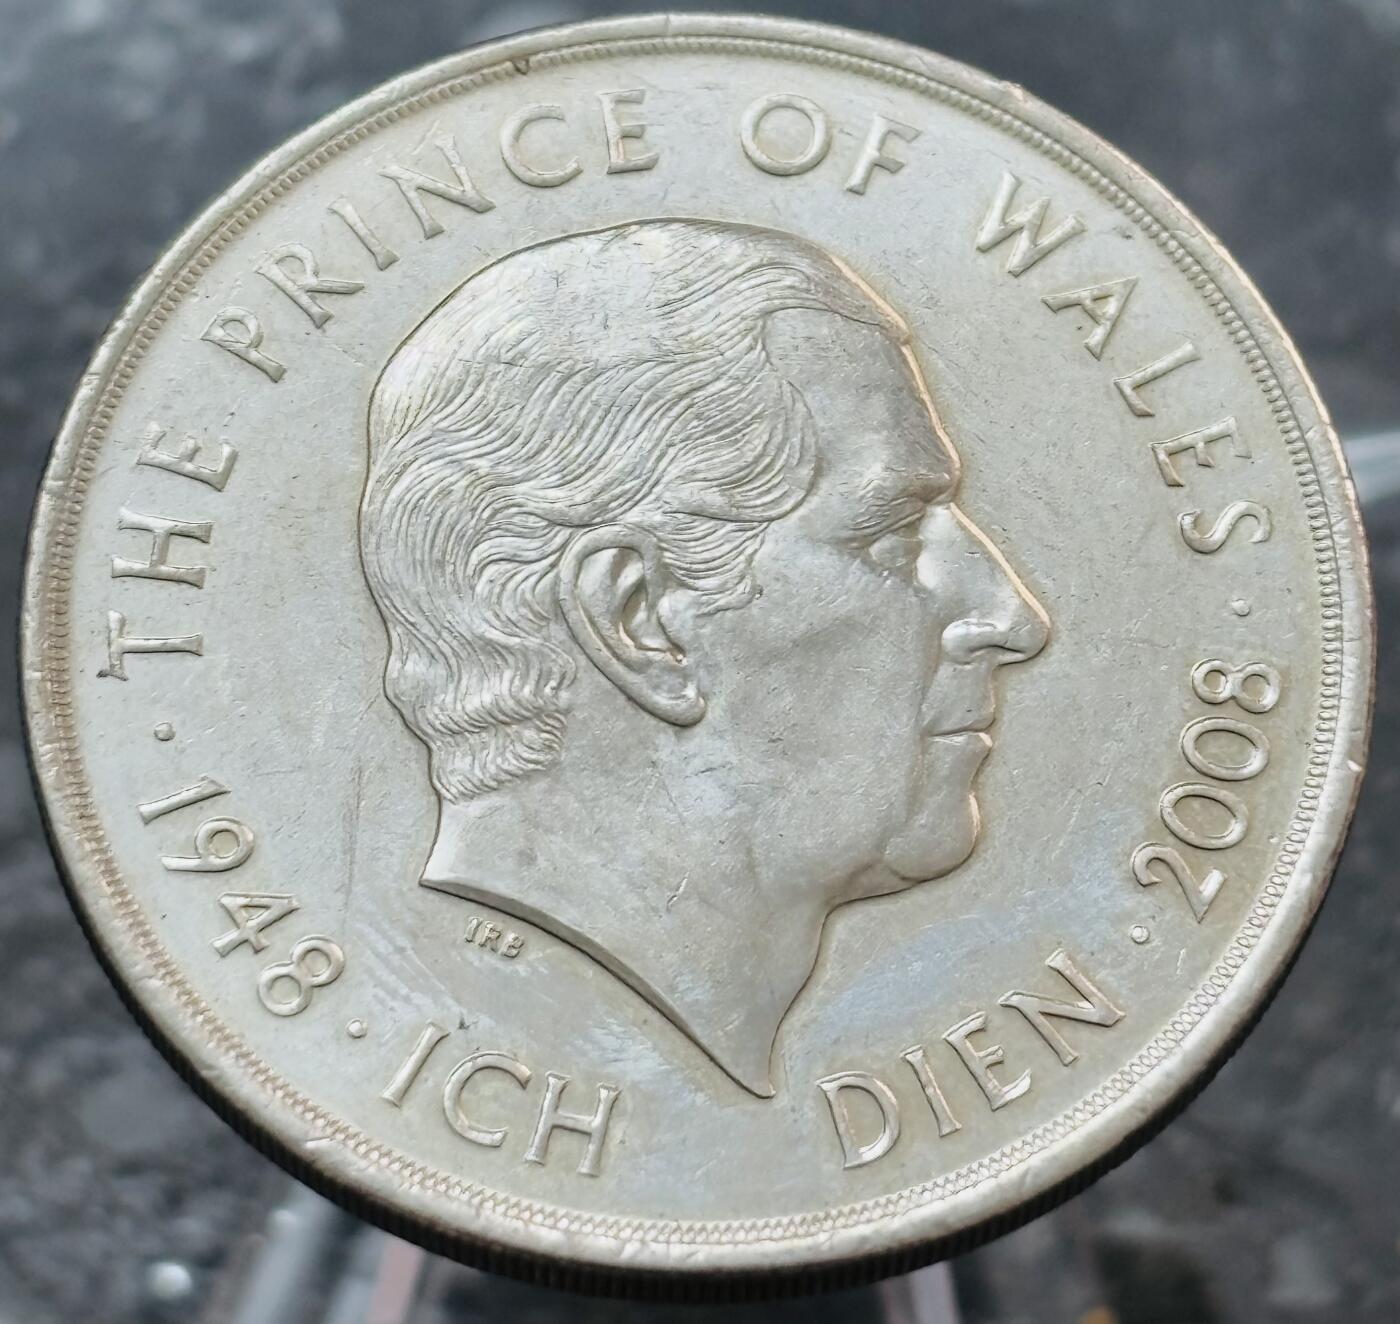 THE PRINCE OF WALES · 2008 ·
1948 · ICH DIEN ·
IRB